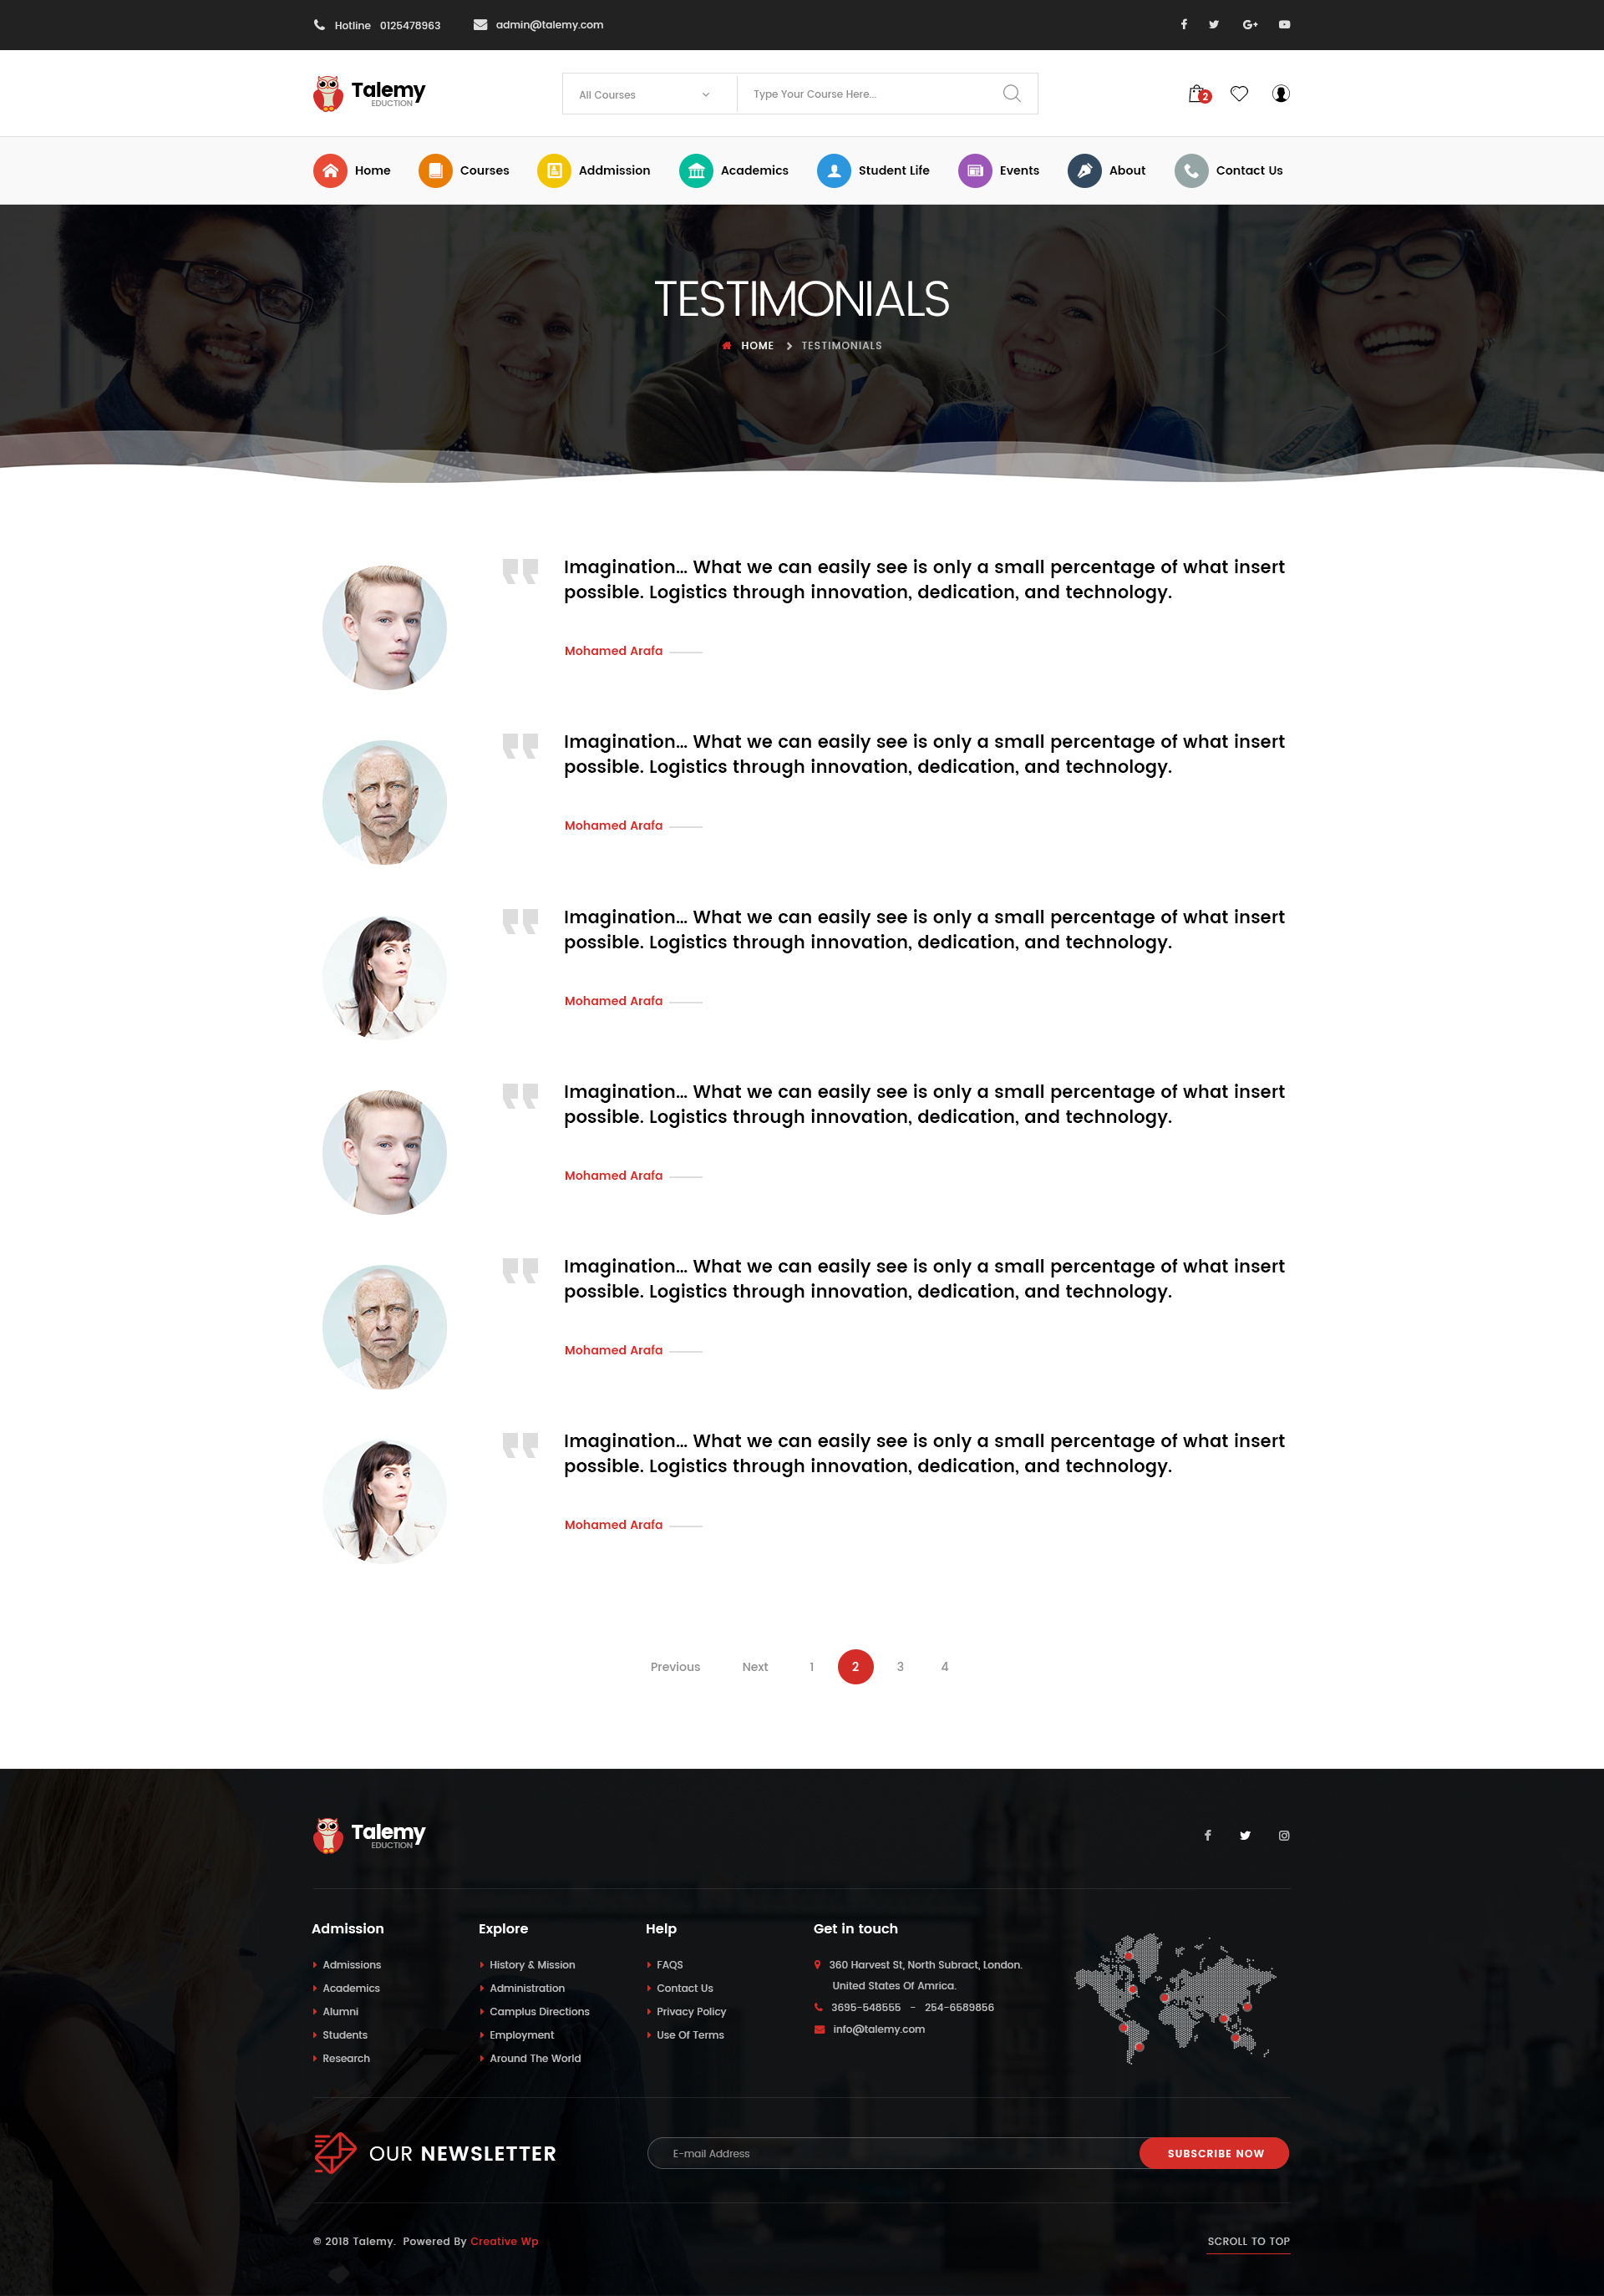 Hotline 0125478963 admin@talemy.com
Talemy
EDUCTION
All Courses
Type Your Course Here...
2
Home Courses Addmission Academics Student Life Events About Contact Us
TESTIMONIALS
HOME TESTIMONIALS
Imagination... What we can easily see is only a small percentage of what insert
possible. Logistics through innovation, dedication, and technology.
Mohamed Arafa
Imagination... What we can easily see is only a small percentage of what insert
possible. Logistics through innovation, dedication, and technology.
Mohamed Arafa
Imagination... What we can easily see is only a small percentage of what insert
possible. Logistics through innovation, dedication, and technology.
Mohamed Arafa
Imagination... What we can easily see is only a small percentage of what insert
possible. Logistics through innovation, dedication, and technology.
Mohamed Arafa
Imagination... What we can easily see is only a small percentage of what insert
possible. Logistics through innovation, dedication, and technology.
Mohamed Arafa
Imagination... What we can easily see is only a small percentage of what insert
possible. Logistics through innovation, dedication, and technology.
Mohamed Arafa
Previous Next 1 2 3 4
Talemy
EDUCTION
Admission
Admissions
Academics
Alumni
Students
Research
Explore
History & Mission
Administration
Camplus Directions
Employment
Around The World
Help
FAQS
Contact Us
Privacy Policy
Use Of Terms
Get in touch
360 Harvest St, North Subract, London.
United States Of Amrica.
3695-548555 - 254-6589856
info@talemy.com
OUR NEWSLETTER
E-mail Address
SUBSCRIBE NOW
© 2018 Talemy. Powered By Creative Wp
SCROLL TO TOP